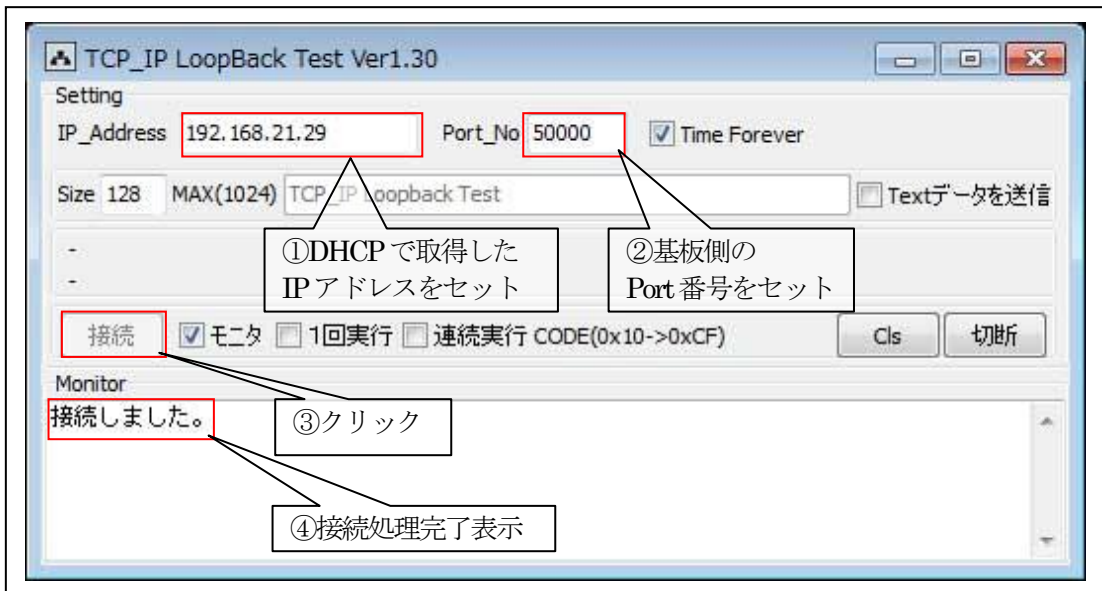 TCP_IP LoopBack Test Ver1.30
Setting
IP_Address 192.168.21.29 Port_No 50000 Time Forever
Size 128 MAX(1024) TCP_IP Loopback Test Textデータを送信
-
-
①DHCPで取得した
IPアドレスをセット
②基板側の
Port番号をセット
接続 モニタ 1回実行 連続実行 CODE(0x10->0xCF) Cls 切断
Monitor
接続しました。
③クリック
④接続処理完了表示